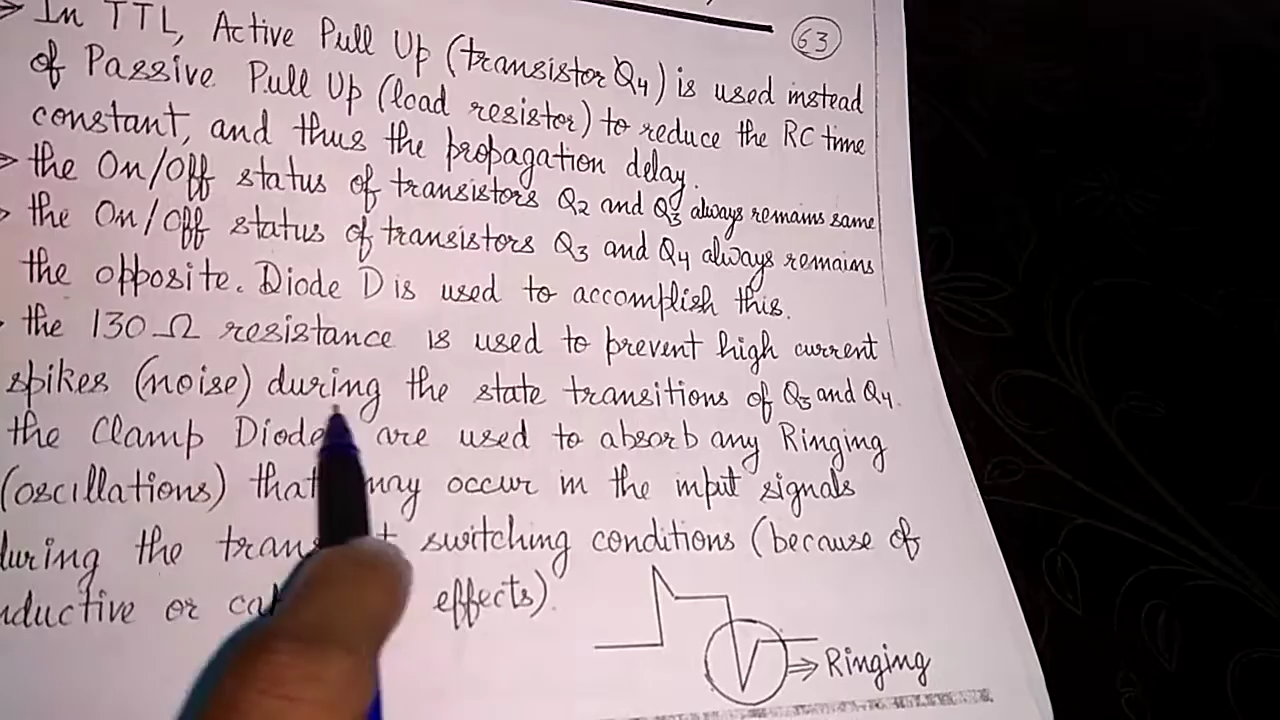 63
In TTL, Active Pull Up (transistor Q4) is used instead
of Passive Pull Up (load resistor) to reduce the RC time
constant, and thus the propagation delay.
the On/Off status of transistors Q2 and Q3 always remains same
the On/Off status of transistors Q3 and Q4 always remains
the opposite. Diode D is used to accomplish this.
the 130 Ω resistance is used to prevent high current
spikes (noise) during the state transitions of Q3 and Q4.
the Clamp Diode are used to absorb any Ringing
(oscillations) that may occur in the input signals
during the switching conditions (because of
or effects).
⇒ Ringing